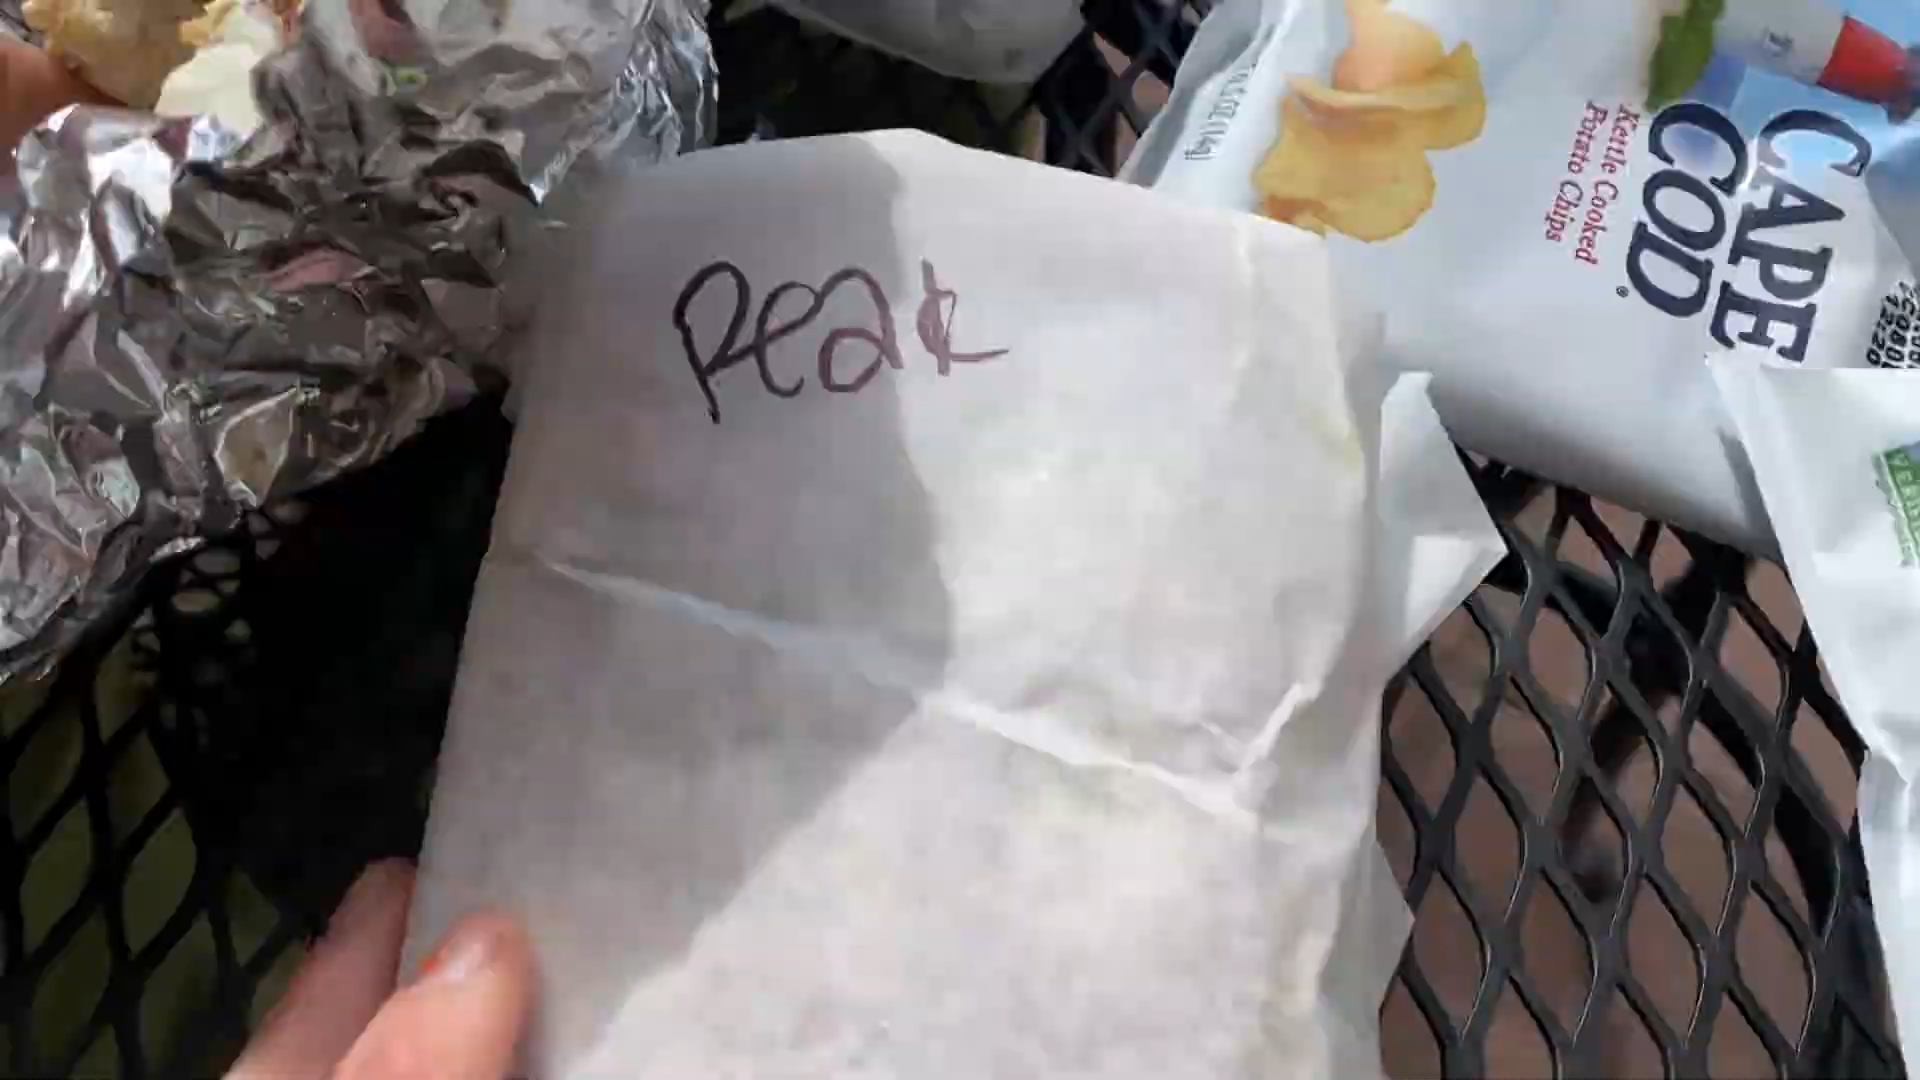 Peak
CAPE
COD
Kettle Cooked
Potato Chips